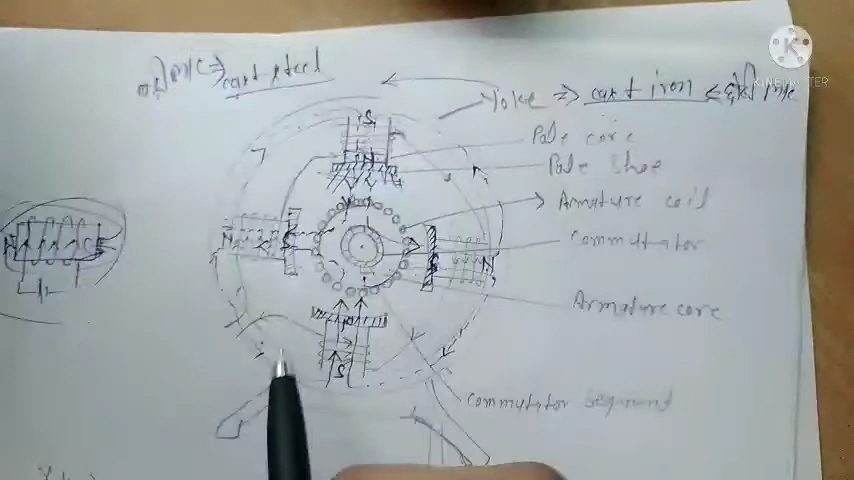 cast steel
Yoke ⇒ cast iron
Pole core
Pole shoe
Armature coil
Commutator
Armature core
Commutator segment
S
N
N
S
N
K
KINEMASTER